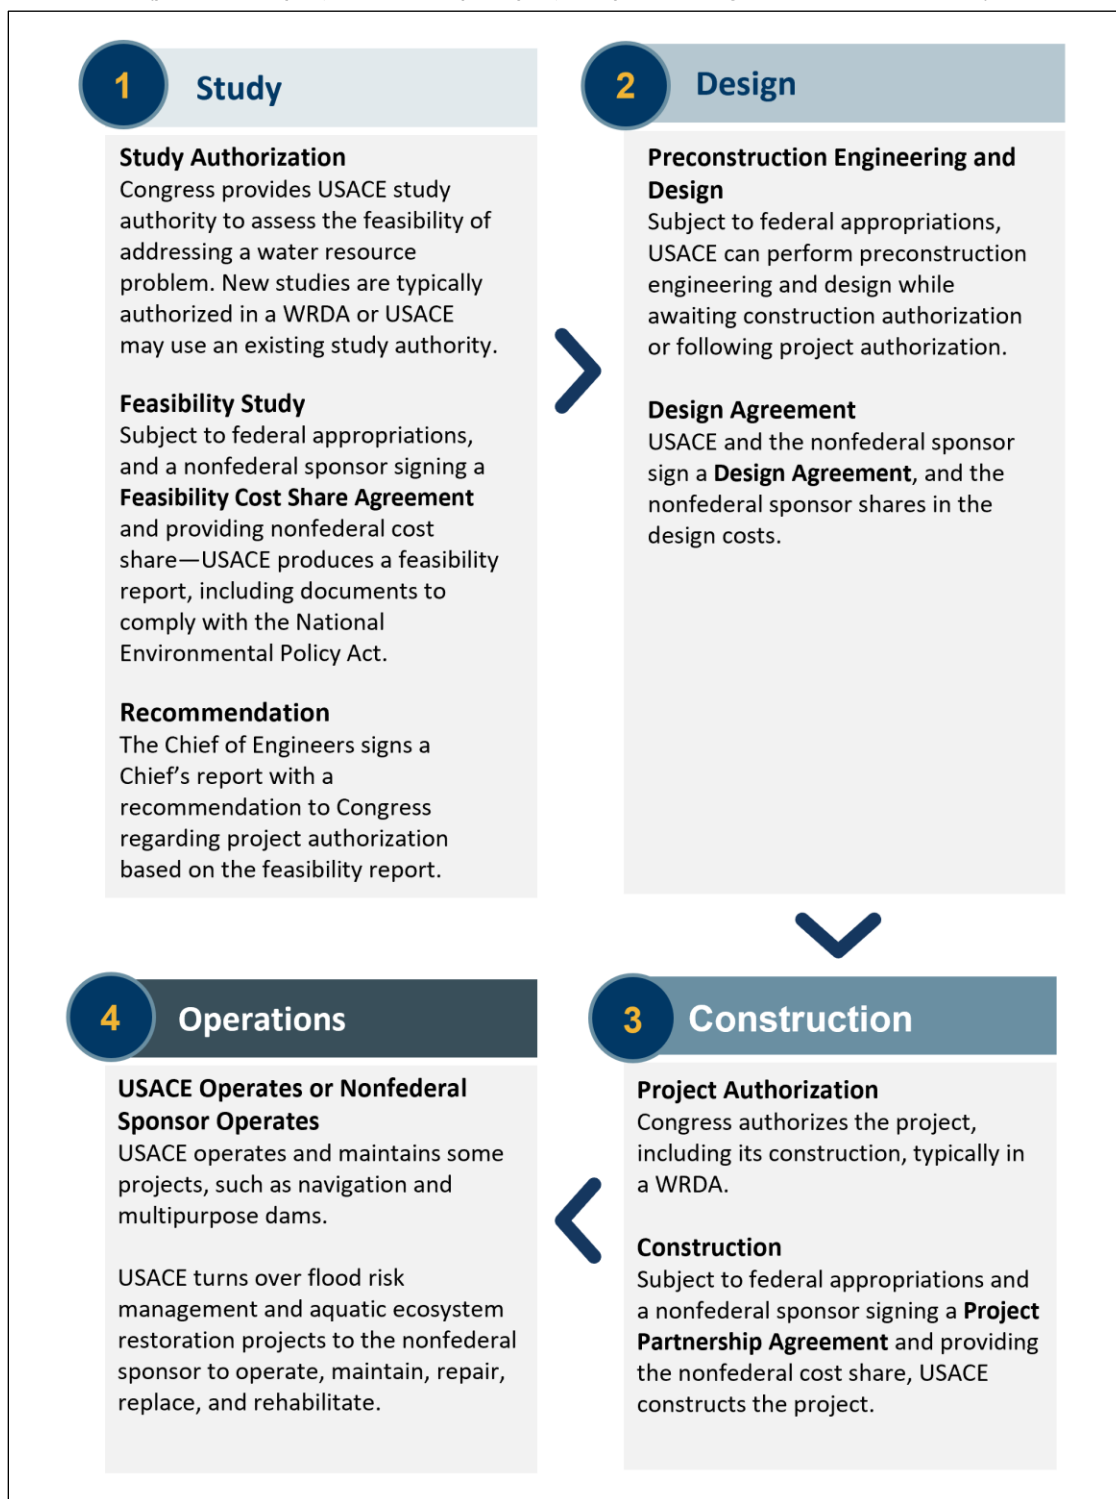 1 Study
Study Authorization
Congress provides USACE study
authority to assess the feasibility of
addressing a water resource
problem. New studies are typically
authorized in a WRDA or USACE
may use an existing study authority.
Feasibility Study
Subject to federal appropriations,
and a nonfederal sponsor signing a
Feasibility Cost Share Agreement
and providing nonfederal cost
share—USACE produces a feasibility
report, including documents to
comply with the National
Environmental Policy Act.
Recommendation
The Chief of Engineers signs a
Chief’s report with a
recommendation to Congress
regarding project authorization
based on the feasibility report.
2 Design
Preconstruction Engineering and
Design
Subject to federal appropriations,
USACE can perform preconstruction
engineering and design while
awaiting construction authorization
or following project authorization.
Design Agreement
USACE and the nonfederal sponsor
sign a Design Agreement, and the
nonfederal sponsor shares in the
design costs.
3 Construction
Project Authorization
Congress authorizes the project,
including its construction, typically in
a WRDA.
Construction
Subject to federal appropriations and
a nonfederal sponsor signing a Project
Partnership Agreement and providing
the nonfederal cost share, USACE
constructs the project.
4 Operations
USACE Operates or Nonfederal
Sponsor Operates
USACE operates and maintains some
projects, such as navigation and
multipurpose dams.
USACE turns over flood risk
management and aquatic ecosystem
restoration projects to the nonfederal
sponsor to operate, maintain, repair,
replace, and rehabilitate.